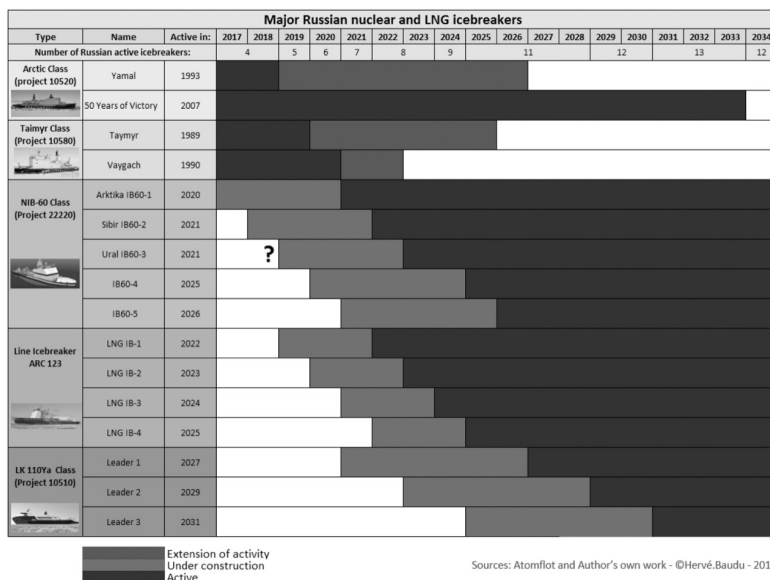 Major Russian nuclear and LNG icebreakers
Type Name Active in: 2017 2018 2019 2020 2021 2022 2023 2024 2025 2026 2027 2028 2029 2030 2031 2032 2033 2034
Number of Russian active icebreakers: 4 5 6 7 8 9 11 12 13 12
Arctic Class
(project 10520)
Yamal 1993
50 Years of Victory 2007
Taimyr Class
(Project 10580)
Taymyr 1989
Vaygach 1990
NIB-60 Class
(Project 22220)
Arktika IB60-1 2020
Sibir IB60-2 2021
Ural IB60-3 2021 ?
IB60-4 2025
IB60-5 2026
Line Icebreaker
ARC 123
LNG IB-1 2022
LNG IB-2 2023
LNG IB-3 2024
LNG IB-4 2025
LK 110Ya Class
(Project 10510)
Leader 1 2027
Leader 2 2029
Leader 3 2031
Extension of activity
Under construction
Active
Sources: Atomflot and Author's own work - ©Hervé.Baudu - 201